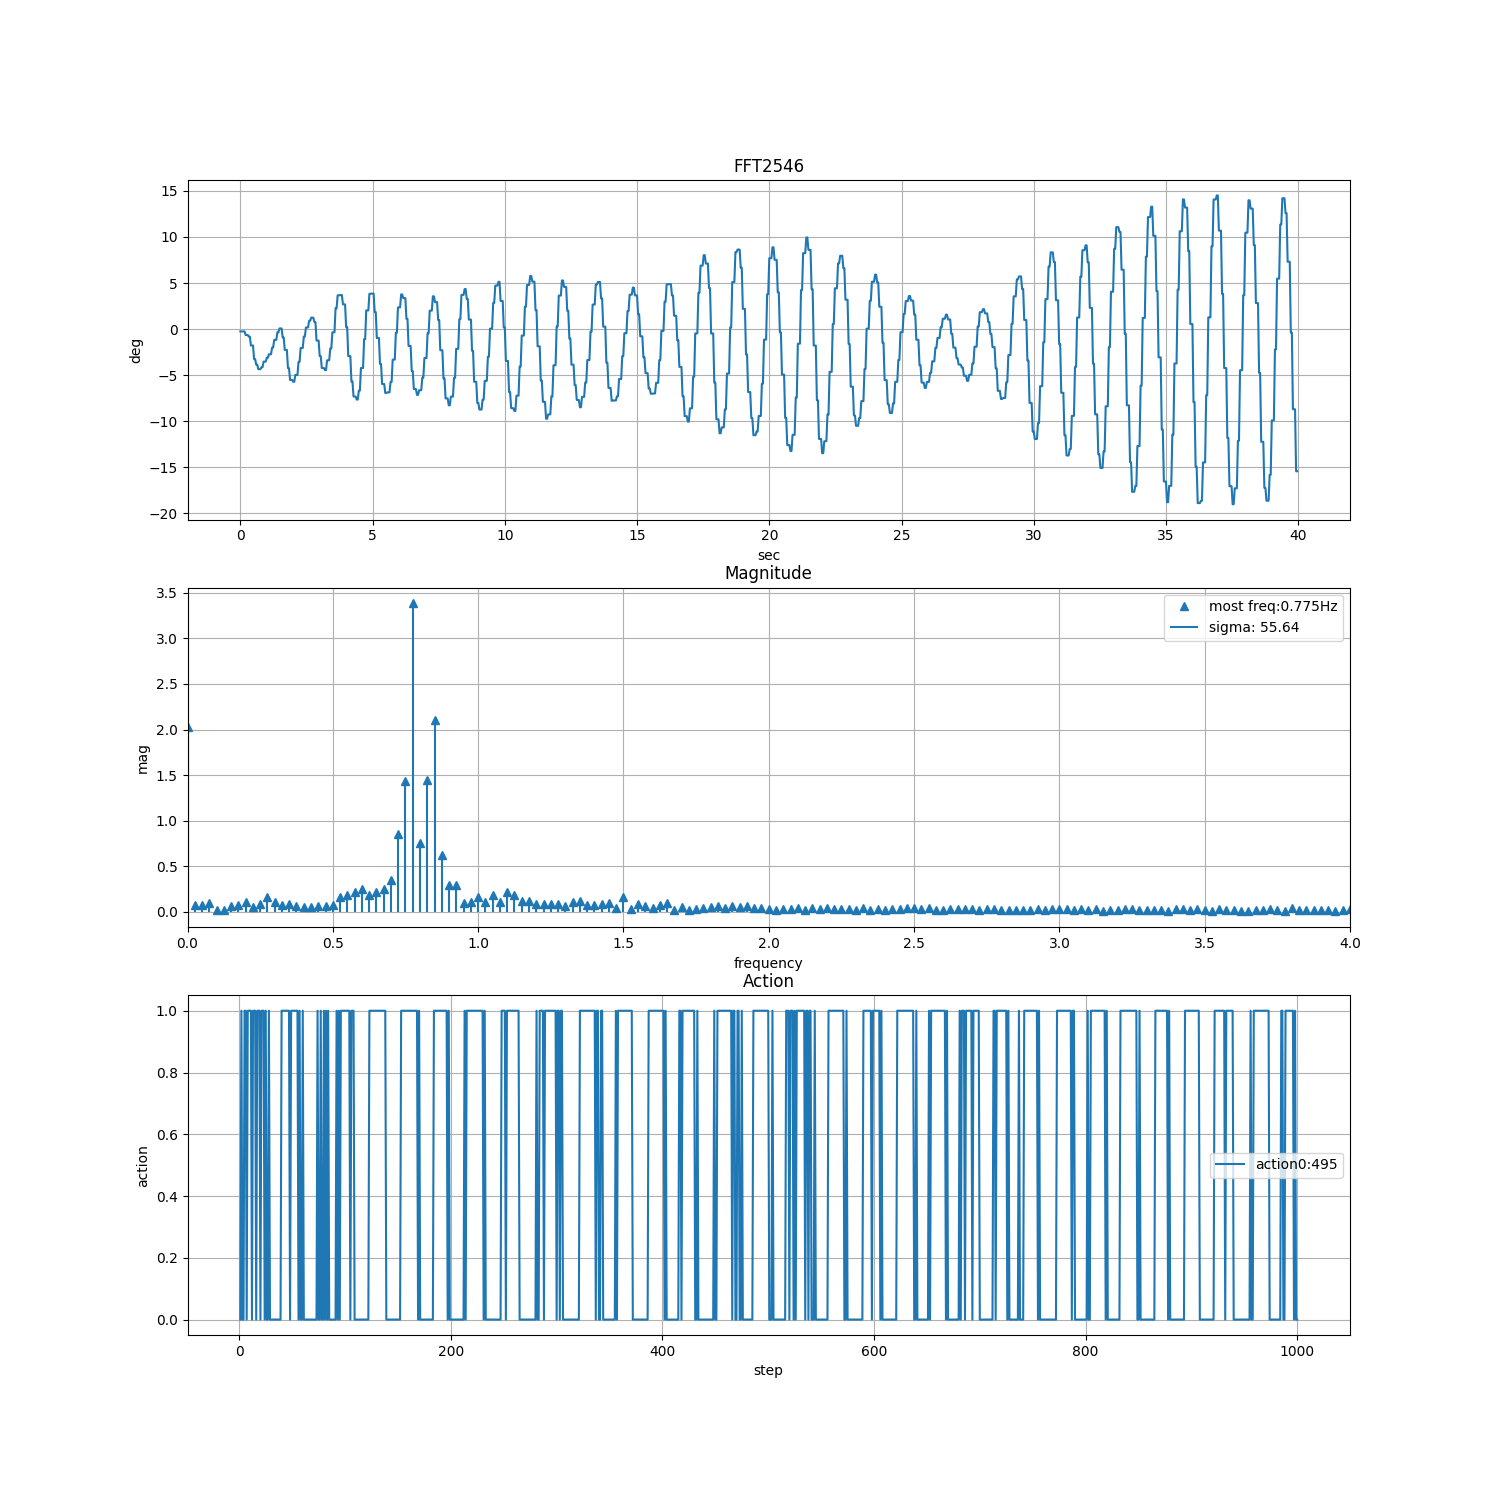 FFT2546
15
10
5
0
−5
−10
−15
−20
deg
0 5 10 15 20 25 30 35 40
sec
Magnitude
3.5
3.0
2.5
2.0
1.5
1.0
0.5
0.0
mag
most freq:0.775Hz
sigma: 55.64
0.0 0.5 1.0 1.5 2.0 2.5 3.0 3.5 4.0
frequency
Action
1.0
0.8
0.6
0.4
0.2
0.0
action
action0:495
0 200 400 600 800 1000
step